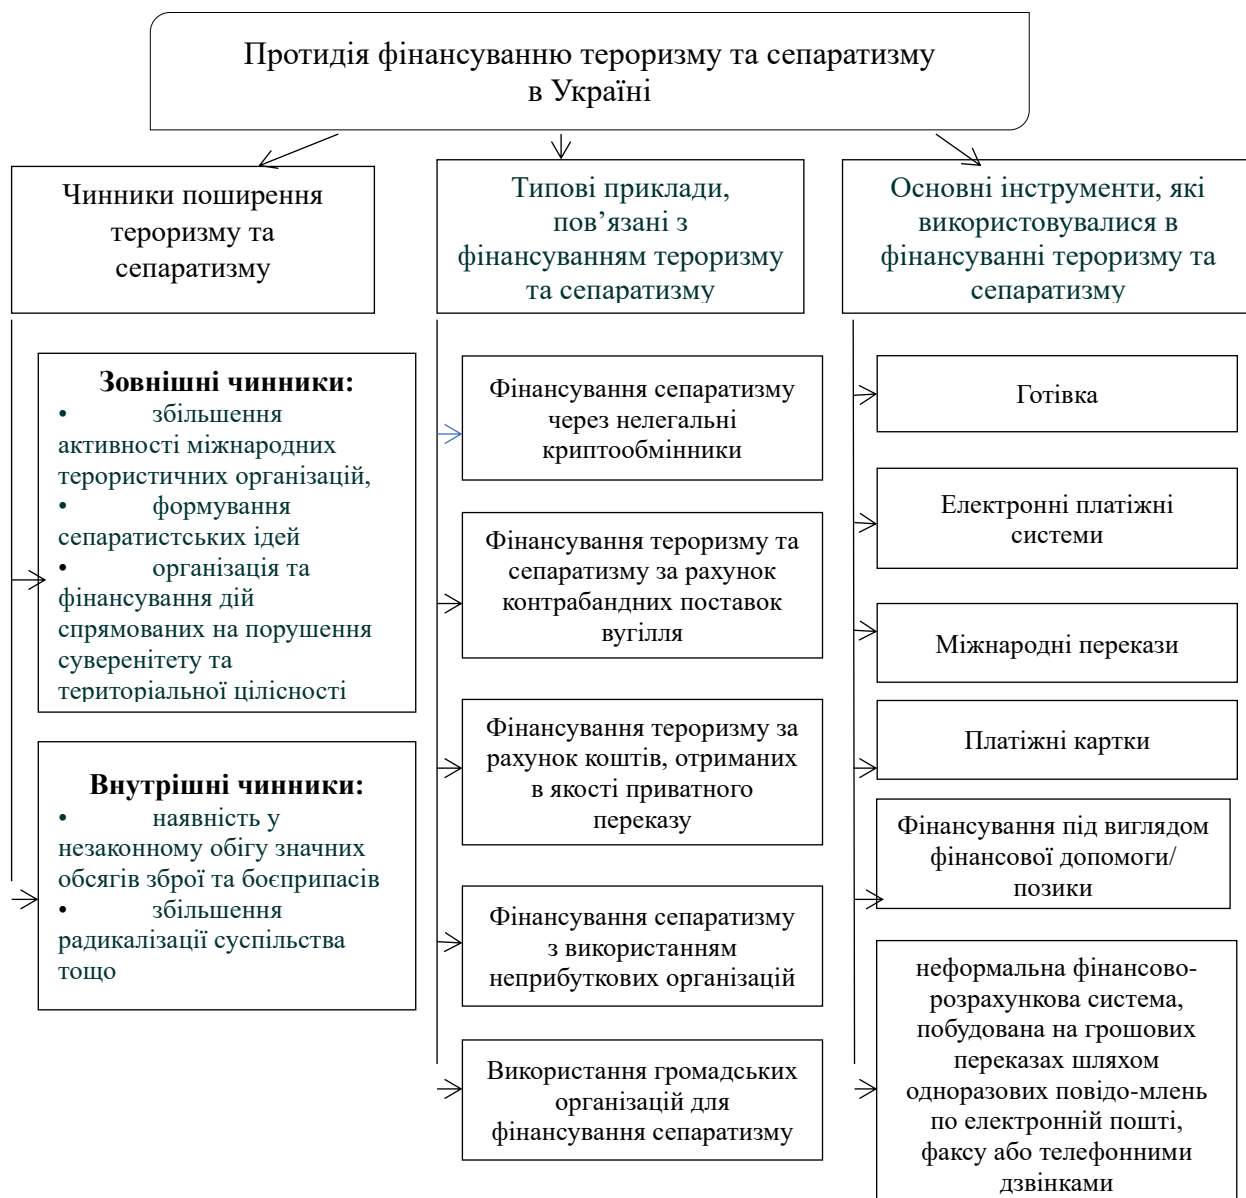 Протидія фінансуванню тероризму та сепаратизму
в Україні
Чинники поширення
тероризму та
сепаратизму
Зовнішні чинники:
• збільшення
активності міжнародних
терористичних організацій,
• формування
сепаратистських ідей
• організація та
фінансування дій
спрямованих на порушення
суверенітету та
територіальної цілісності
Внутрішні чинники:
• наявність у
незаконному обігу значних
обсягів зброї та боєприпасів
• збільшення
радикалізації суспільства
тощо
Типові приклади,
пов’язані з
фінансуванням тероризму
та сепаратизму
Фінансування сепаратизму
через нелегальні
криптообмінники
Фінансування тероризму та
сепаратизму за рахунок
контрабандних поставок
вугілля
Фінансування тероризму за
рахунок коштів, отриманих
в якості приватного
переказу
Фінансування сепаратизму
з використанням
неприбуткових організацій
Використання громадських
організацій для
фінансування сепаратизму
Основні інструменти, які
використовувалися в
фінансуванні тероризму та
сепаратизму
Готівка
Електронні платіжні
системи
Міжнародні перекази
Платіжні картки
Фінансування під виглядом
фінансової допомоги/
позики
неформальна фінансово-
розрахункова система,
побудована на грошових
переказах шляхом
одноразових повідо-млень
по електронній пошті,
факсу або телефонними
дзвінками